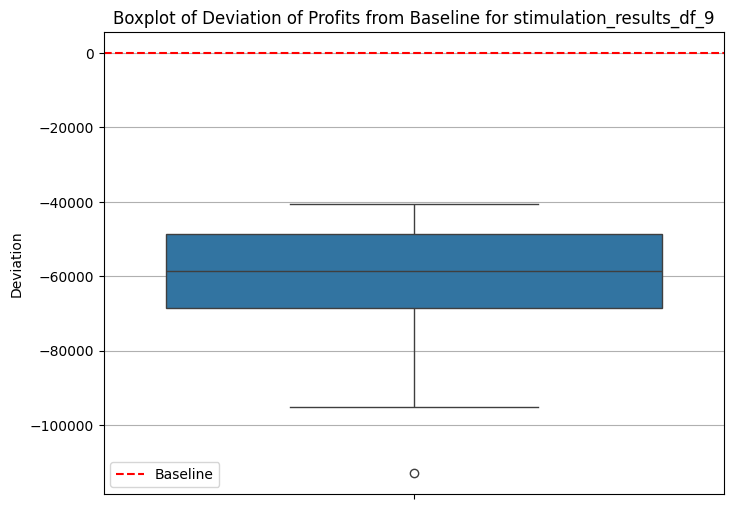 Boxplot of Deviation of Profits from Baseline for stimulation_results_df_9
0
−20000
−40000
−60000
−80000
−100000
Deviation
Baseline